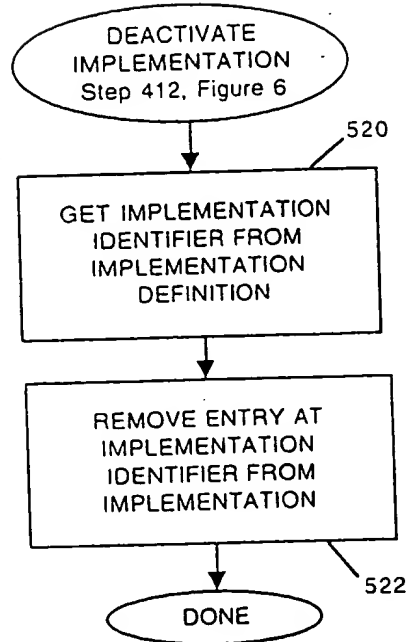 DEACTIVATE
IMPLEMENTATION
Step 412, Figure 6
520
GET IMPLEMENTATION
IDENTIFIER FROM
IMPLEMENTATION
DEFINITION
REMOVE ENTRY AT
IMPLEMENTATION
IDENTIFIER FROM
IMPLEMENTATION
522
DONE